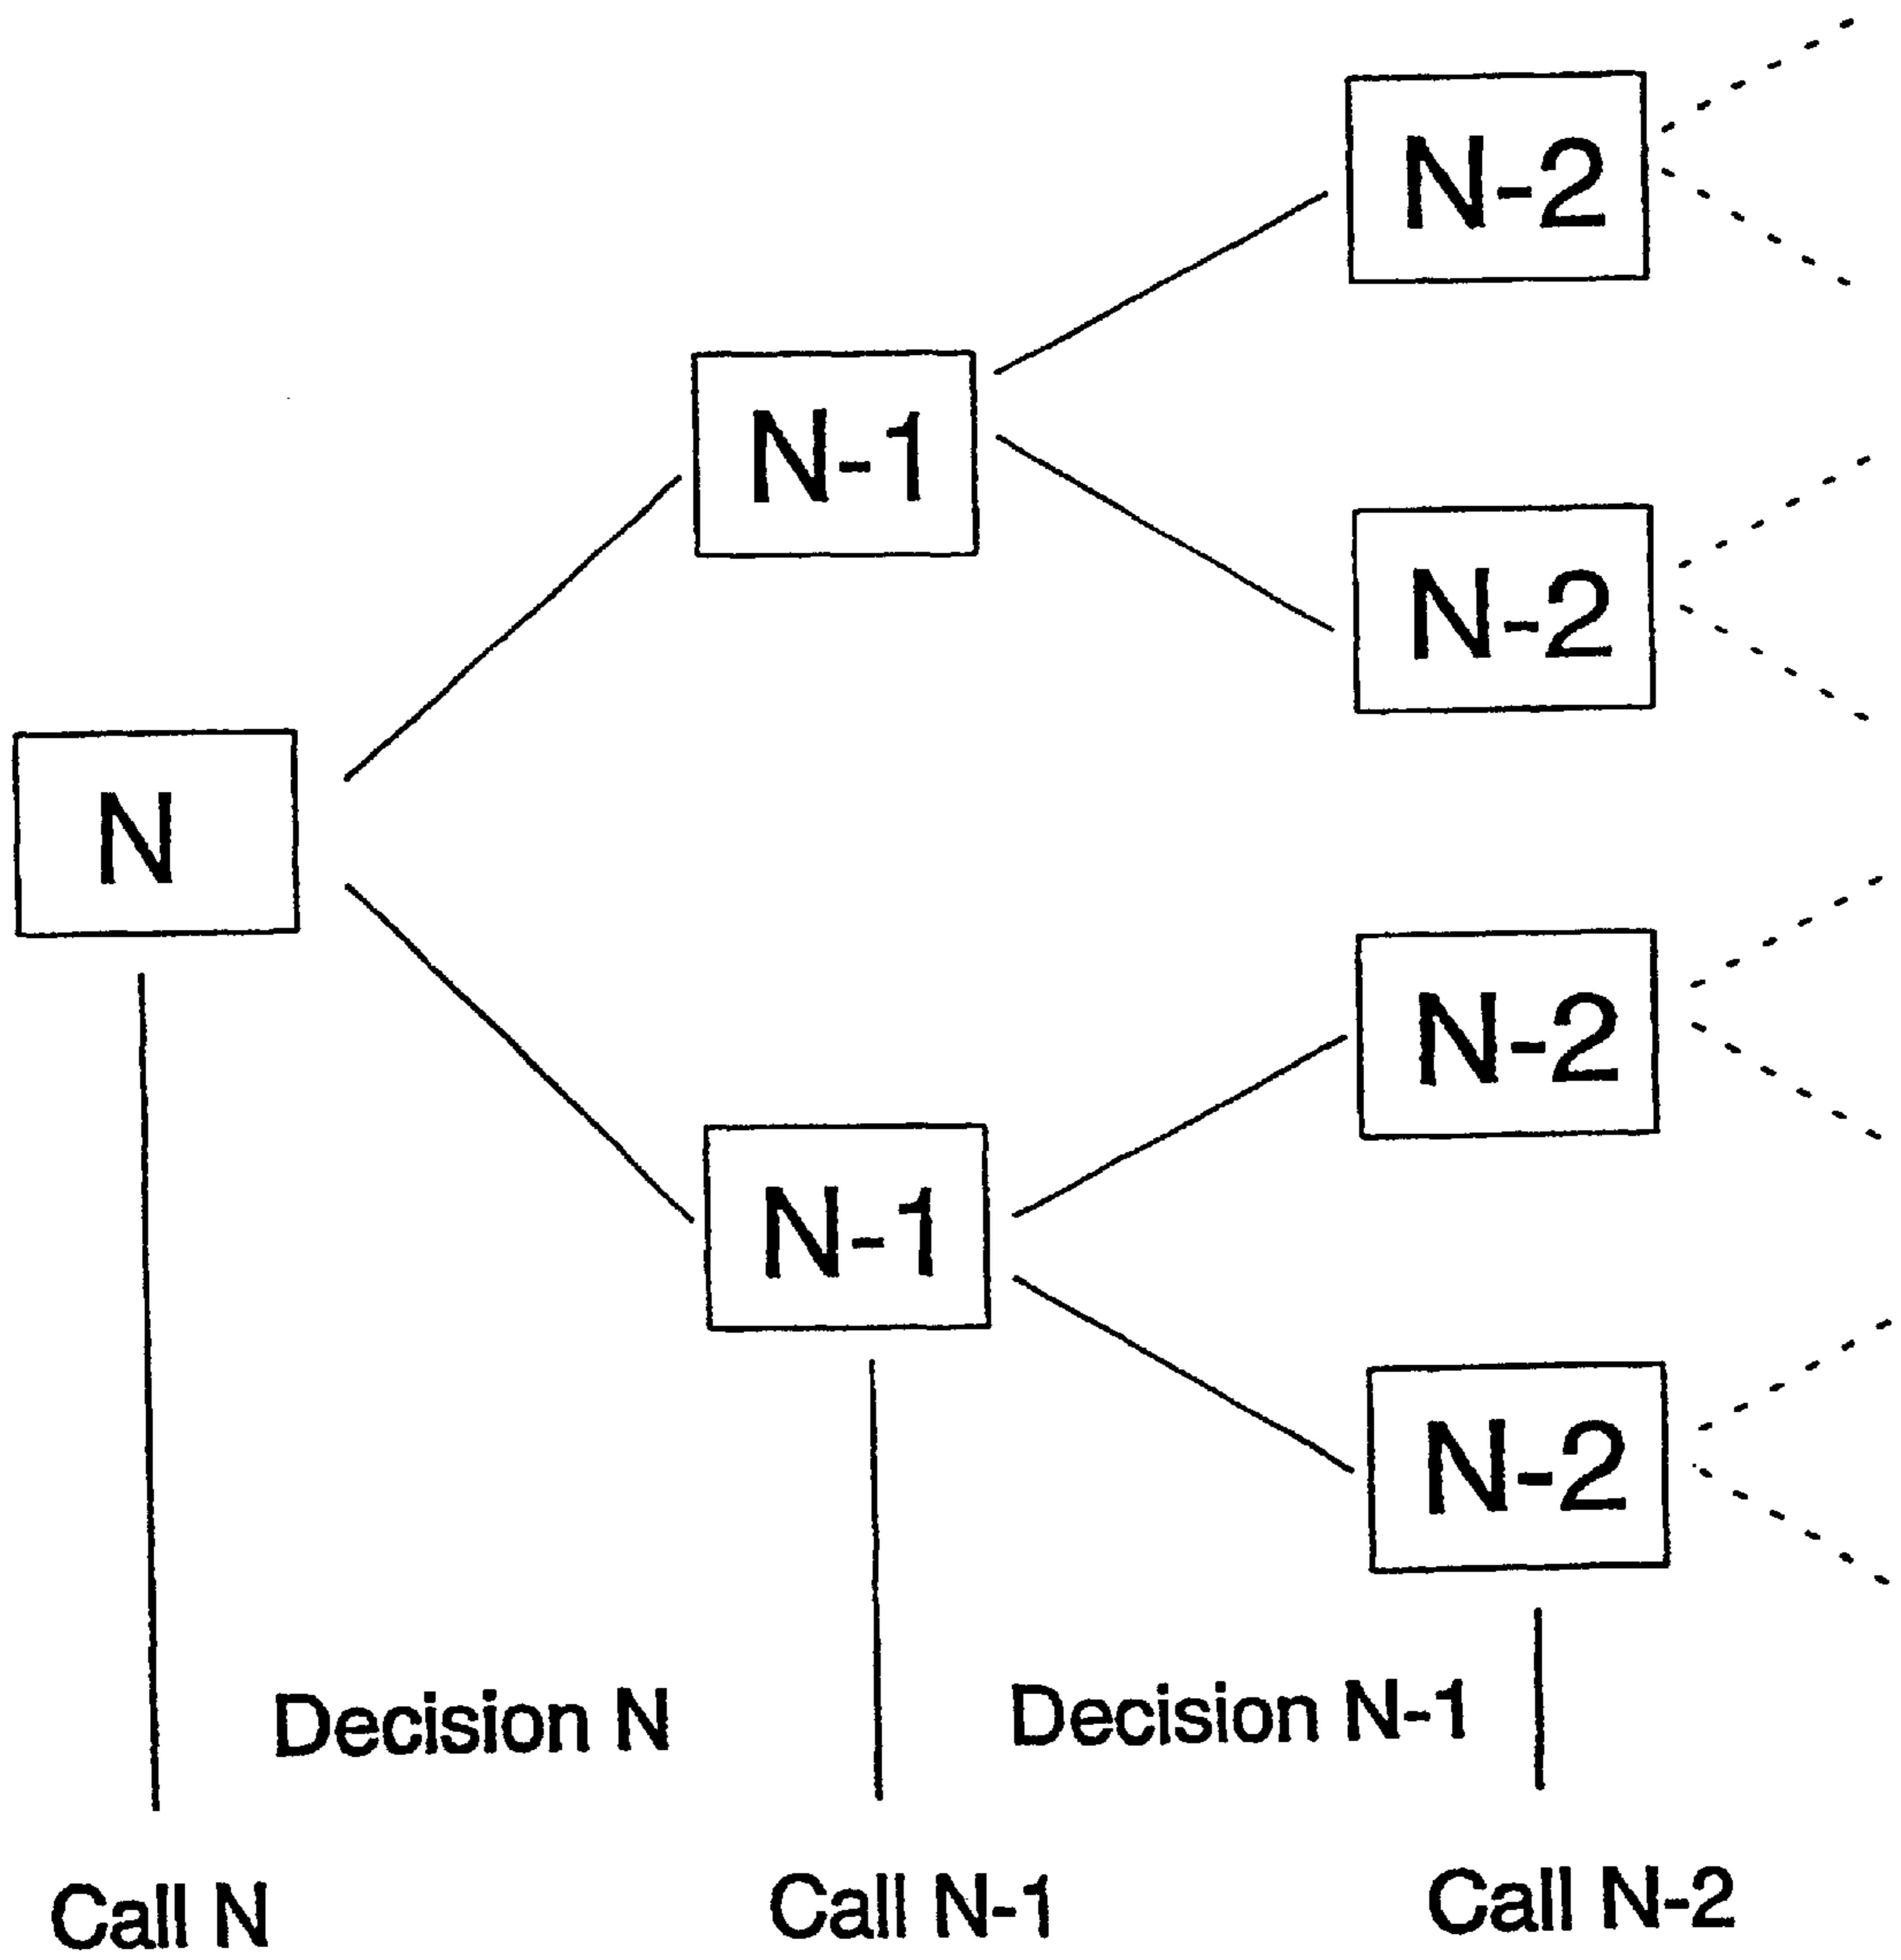 N-2
N-1
N-2
N
N-2
N-1
N-2
Decision N
Decision N-1
Call N
Call N-1
Call N-2